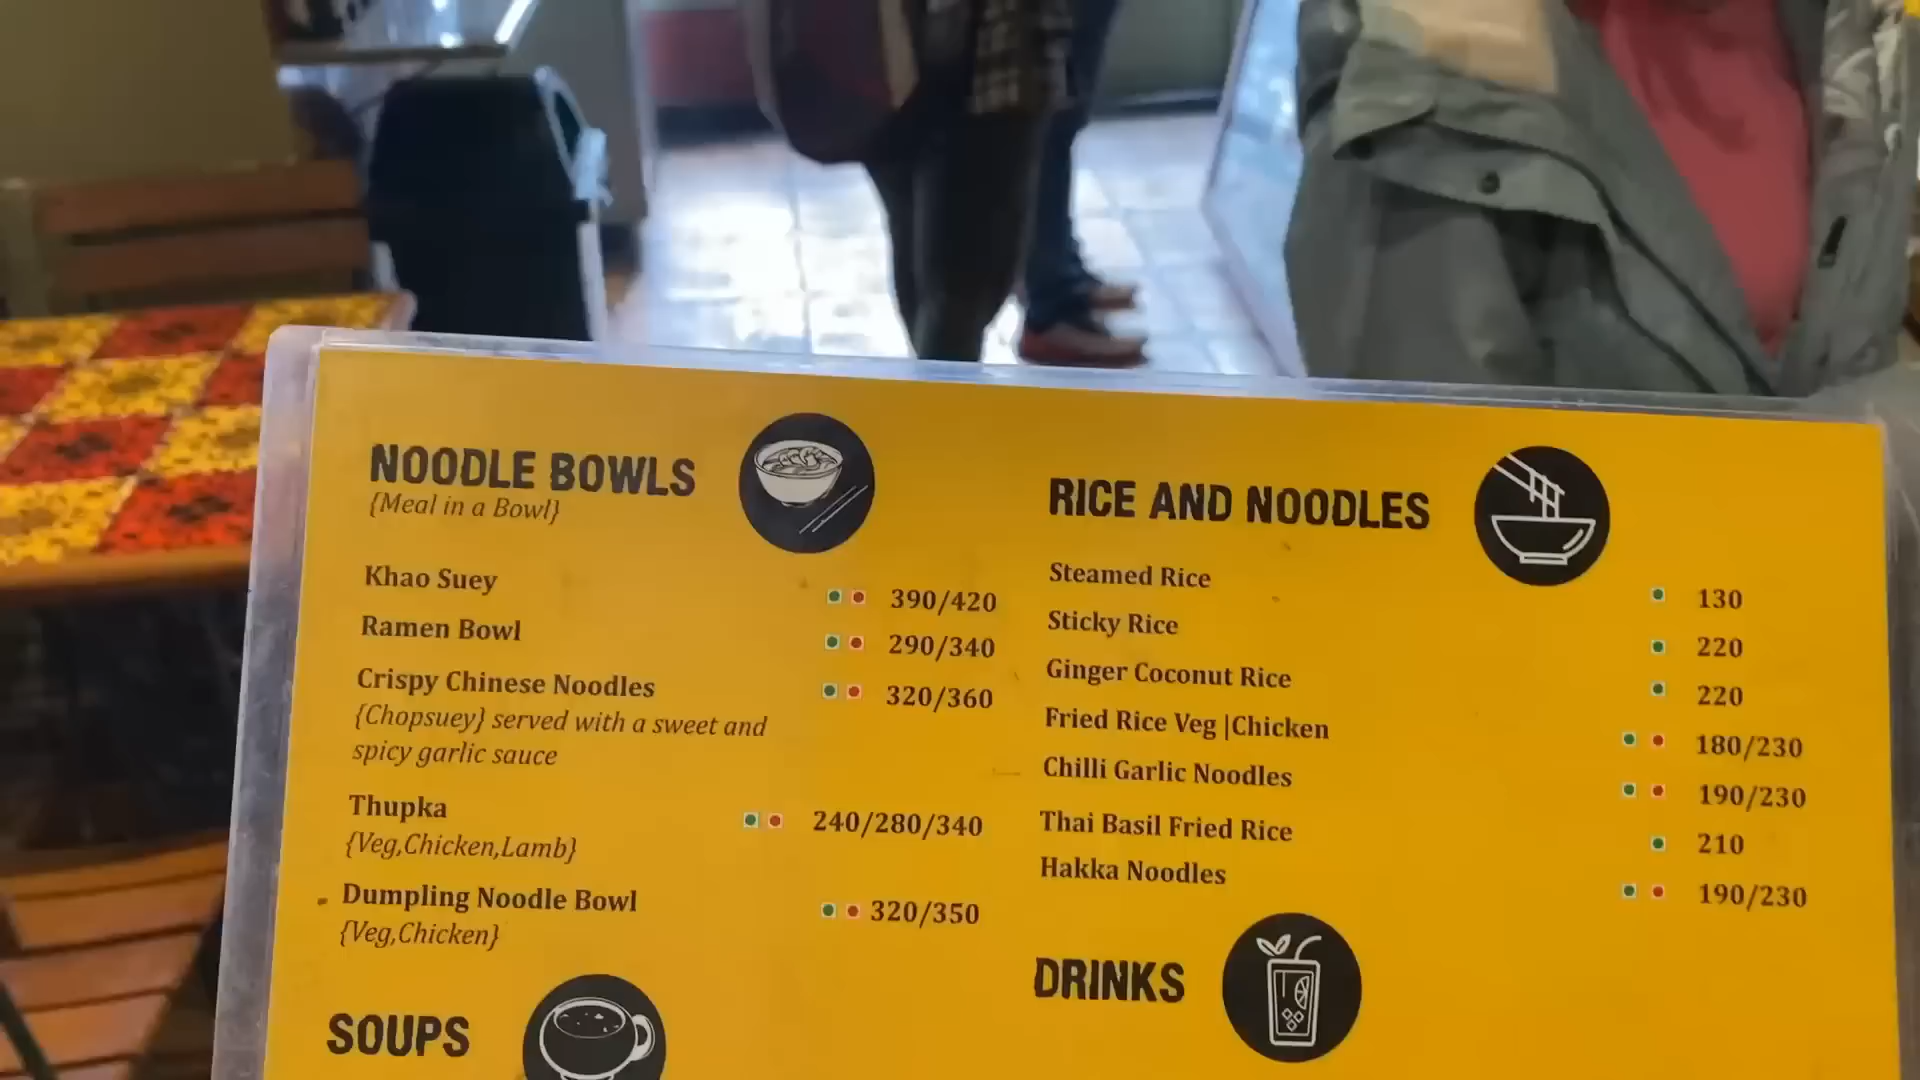 NOODLE BOWLS
{Meal in a Bowl}
Khao Suey 390/420
Ramen Bowl 290/340
Crispy Chinese Noodles 320/360
{Chopsuey} served with a sweet and
spicy garlic sauce
Thupka 240/280/340
{Veg,Chicken,Lamb}
Dumpling Noodle Bowl 320/350
{Veg,Chicken}
SOUPS
RICE AND NOODLES
Steamed Rice 130
Sticky Rice 220
Ginger Coconut Rice 220
Fried Rice Veg |Chicken 180/230
Chilli Garlic Noodles 190/230
Thai Basil Fried Rice 210
Hakka Noodles 190/230
DRINKS